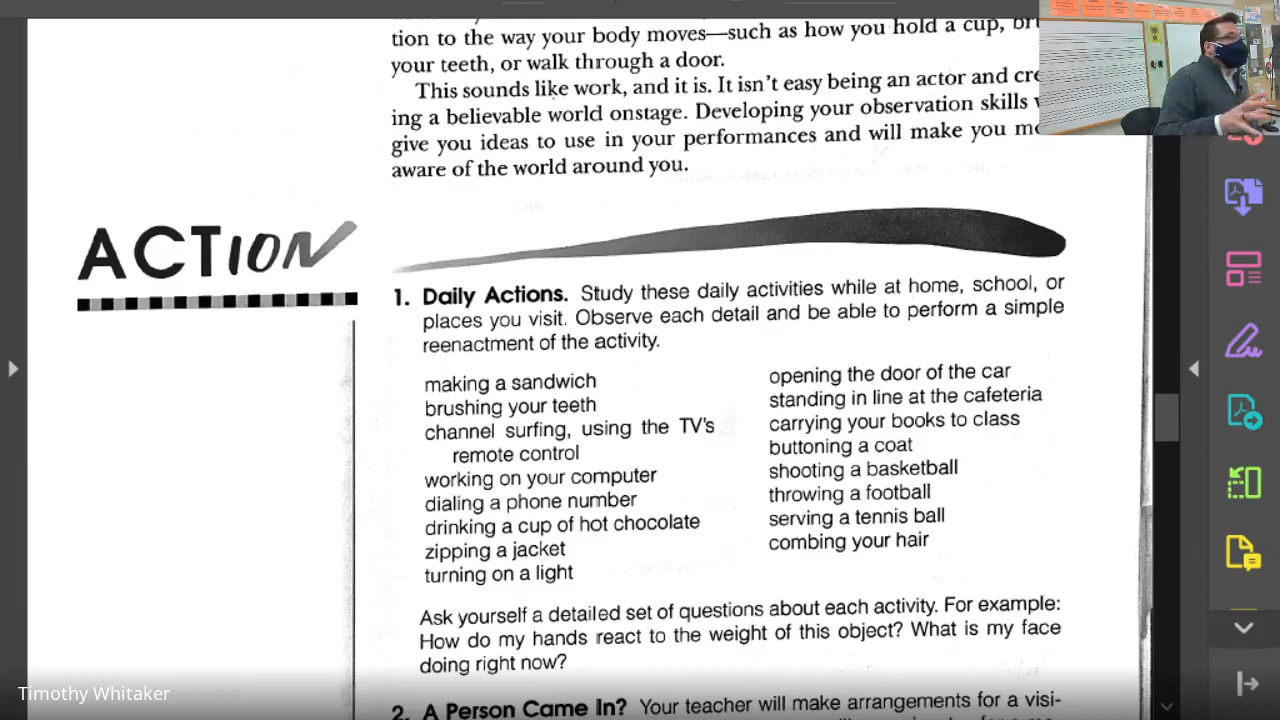 tion to the way your body moves—such as how you hold a cup,
your teeth, or walk through a door.
This sounds like work, and it is. It isn't easy being an actor and
ing a believable world onstage. Developing your observation skills
give you ideas to use in your performances and will make you
aware of the world around you.
ACTION
1. Daily Actions. Study these daily activities while at home, school, or
places you visit. Observe each detail and be able to perform a simple
reenactment of the activity.
making a sandwich
brushing your teeth
channel surfing, using the TV's
remote control
working on your computer
dialing a phone number
drinking a cup of hot chocolate
zipping a jacket
turning on a light
opening the door of the car
standing in line at the cafeteria
carrying your books to class
buttoning a coat
shooting a basketball
throwing a football
serving a tennis ball
combing your hair
Ask yourself a detailed set of questions about each activity. For example:
How do my hands react to the weight of this object? What is my face
doing right now?
2. A Person Came In? Your teacher will make arrangements for a visi-
Timothy Whitaker